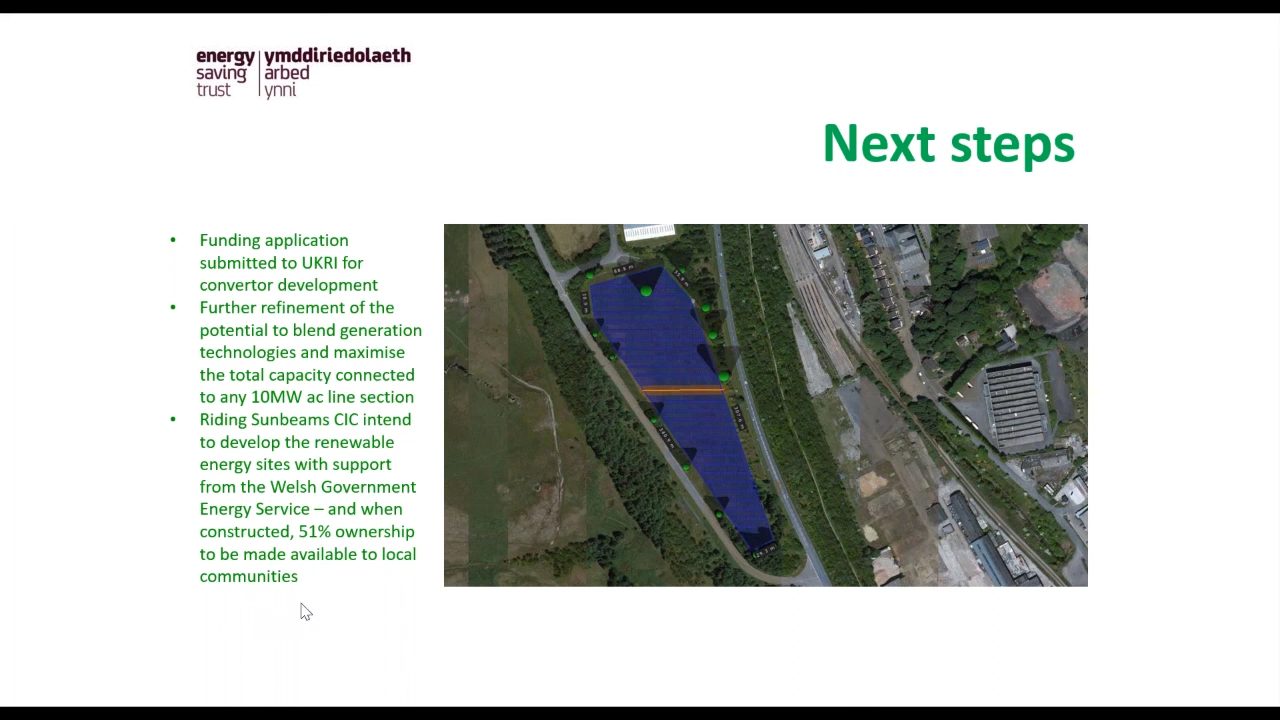 energy ymddiriedolaeth
saving arbed
trust ynni
Next steps
• Funding application
submitted to UKRI for
convertor development
• Further refinement of the
potential to blend generation
technologies and maximise
the total capacity connected
to any 10MW ac line section
• Riding Sunbeams CIC intend
to develop the renewable
energy sites with support
from the Welsh Government
Energy Service – and when
constructed, 51% ownership
to be made available to local
communities